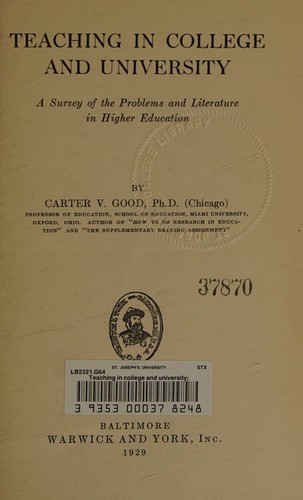 TEACHING IN COLLEGE
AND UNIVERSITY
A Survey of the Problems and Literature
in Higher Education
BY
CARTER V. GOOD, Ph.D. (Chicago)
PROFESSOR OF EDUCATION, SCHOOL OF EDUCATION, MIAMI UNIVERSITY,
OXFORD, OHIO. AUTHOR OF "HOW TO DO RESEARCH IN EDUCA-
TION" AND "THE SUPPLEMENTARY READING ASSIGNMENT"
37870
LB2321.G64 ST. JOSEPH'S UNIVERSITY STX
Teaching in college and university;
3 9353 00037 8248
BALTIMORE
WARWICK AND YORK, INC.
1929